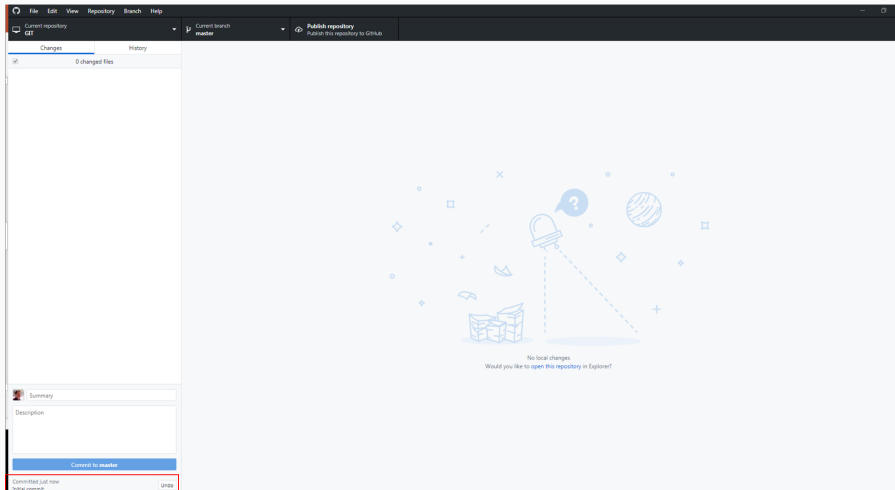 File Edit View Repository Branch Help
Current repository
GIT
Current branch
master
Publish repository
Publish this repository to GitHub
Changes History
0 changed files
?
No local changes
Would you like to open this repository in Explorer?
Summary
Description
Commit to master
Committed just now
Initial commit
Undo